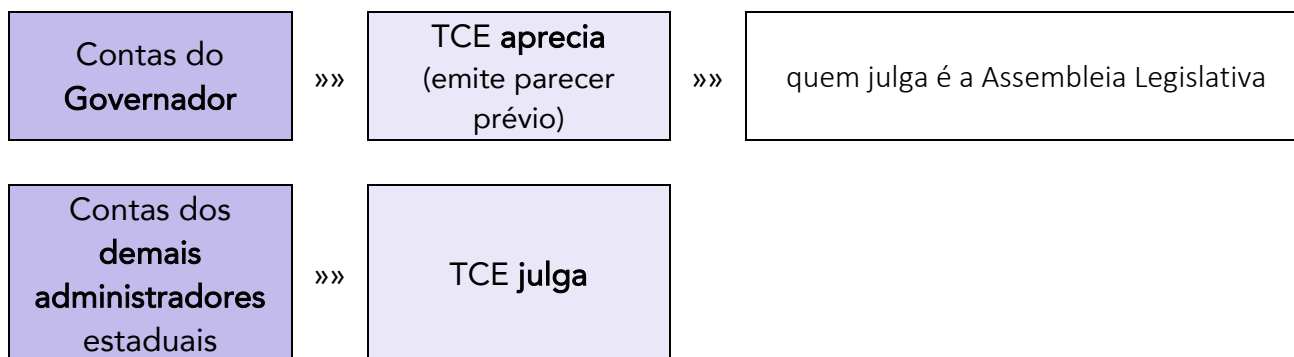 Contas do
Governador
»»
TCE aprecia
(emite parecer
prévio)
»»
quem julga é a Assembleia Legislativa
Contas dos
demais
administradores
estaduais
»»
TCE julga